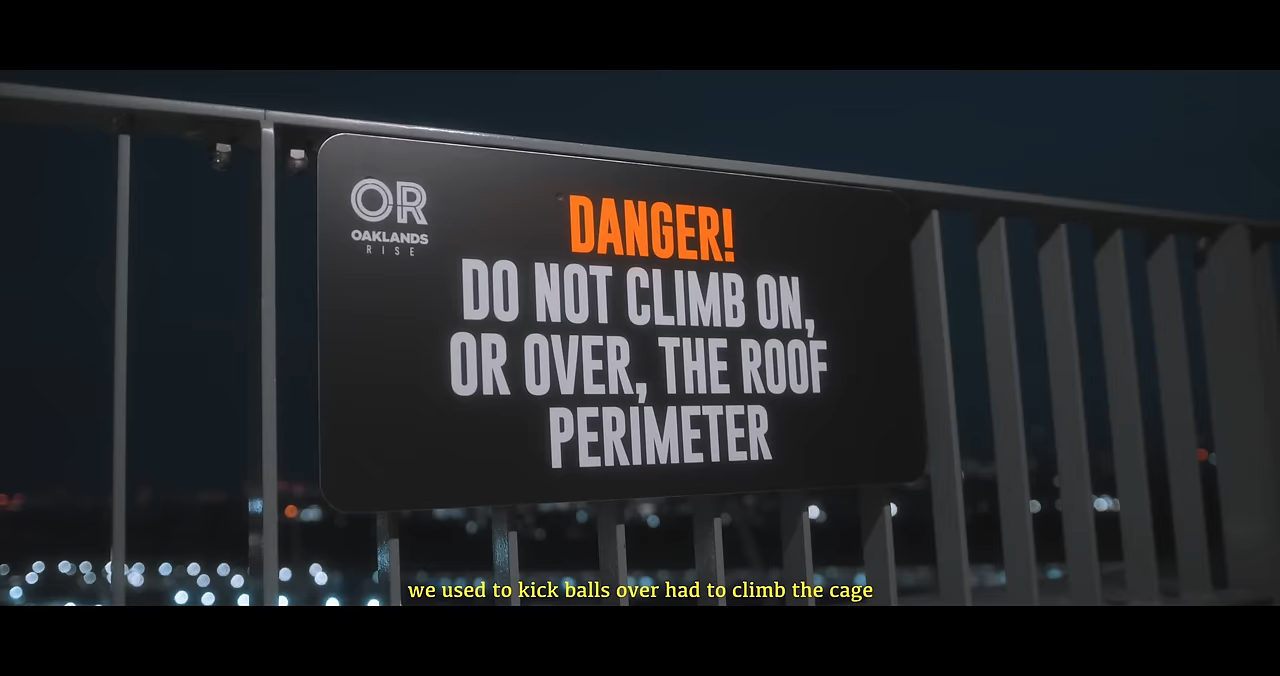 OR
OAKLANDS
RISE
DANGER!
DO NOT CLIMB ON,
OR OVER, THE ROOF
PERIMETER
we used to kick balls over had to climb the cage